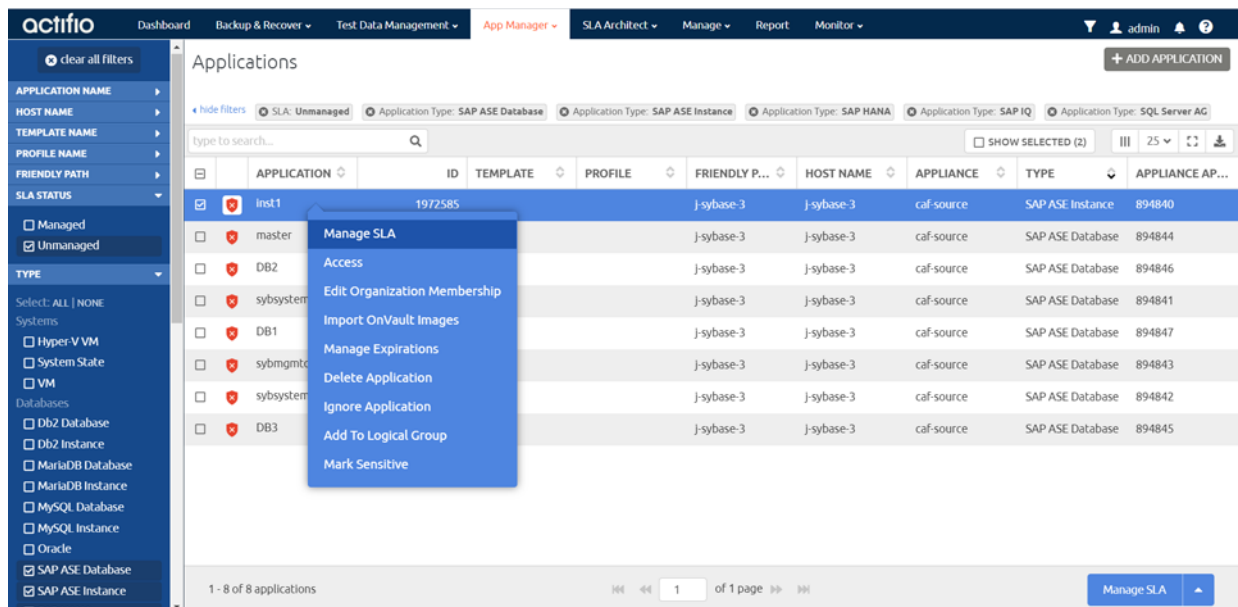 actifio Dashboard Backup & Recover Test Data Management App Manager SLA Architect Manage Report Monitor admin
clear all filters
APPLICATION NAME
HOST NAME
TEMPLATE NAME
PROFILE NAME
FRIENDLY PATH
SLA STATUS
Managed
Unmanaged
TYPE
Select: ALL | NONE
Systems
Hyper-V VM
System State
VM
Databases
Db2 Database
Db2 Instance
MariaDB Database
MariaDB Instance
MySQL Database
MySQL Instance
Oracle
SAP ASE Database
SAP ASE Instance
Applications
+ ADD APPLICATION
hide filters SLA: Unmanaged Application Type: SAP ASE Database Application Type: SAP ASE Instance Application Type: SAP HANA Application Type: SAP IQ Application Type: SQL Server AG
type to search... SHOW SELECTED (2) 25
APPLICATION ID TEMPLATE PROFILE FRIENDLY P... HOST NAME APPLIANCE TYPE APPLIANCE AP...
inst1 1972585 j-sybase-3 j-sybase-3 caf-source SAP ASE Instance 894840
master j-sybase-3 j-sybase-3 caf-source SAP ASE Database 894844
DB2 j-sybase-3 j-sybase-3 caf-source SAP ASE Database 894846
sybsystem j-sybase-3 j-sybase-3 caf-source SAP ASE Database 894841
DB1 j-sybase-3 j-sybase-3 caf-source SAP ASE Database 894847
sybmgmtd j-sybase-3 j-sybase-3 caf-source SAP ASE Database 894843
sybsystem j-sybase-3 j-sybase-3 caf-source SAP ASE Database 894842
DB3 j-sybase-3 j-sybase-3 caf-source SAP ASE Database 894845
Manage SLA
Access
Edit Organization Membership
Import OnVault Images
Manage Expirations
Delete Application
Ignore Application
Add To Logical Group
Mark Sensitive
1 - 8 of 8 applications 1 of 1 page Manage SLA